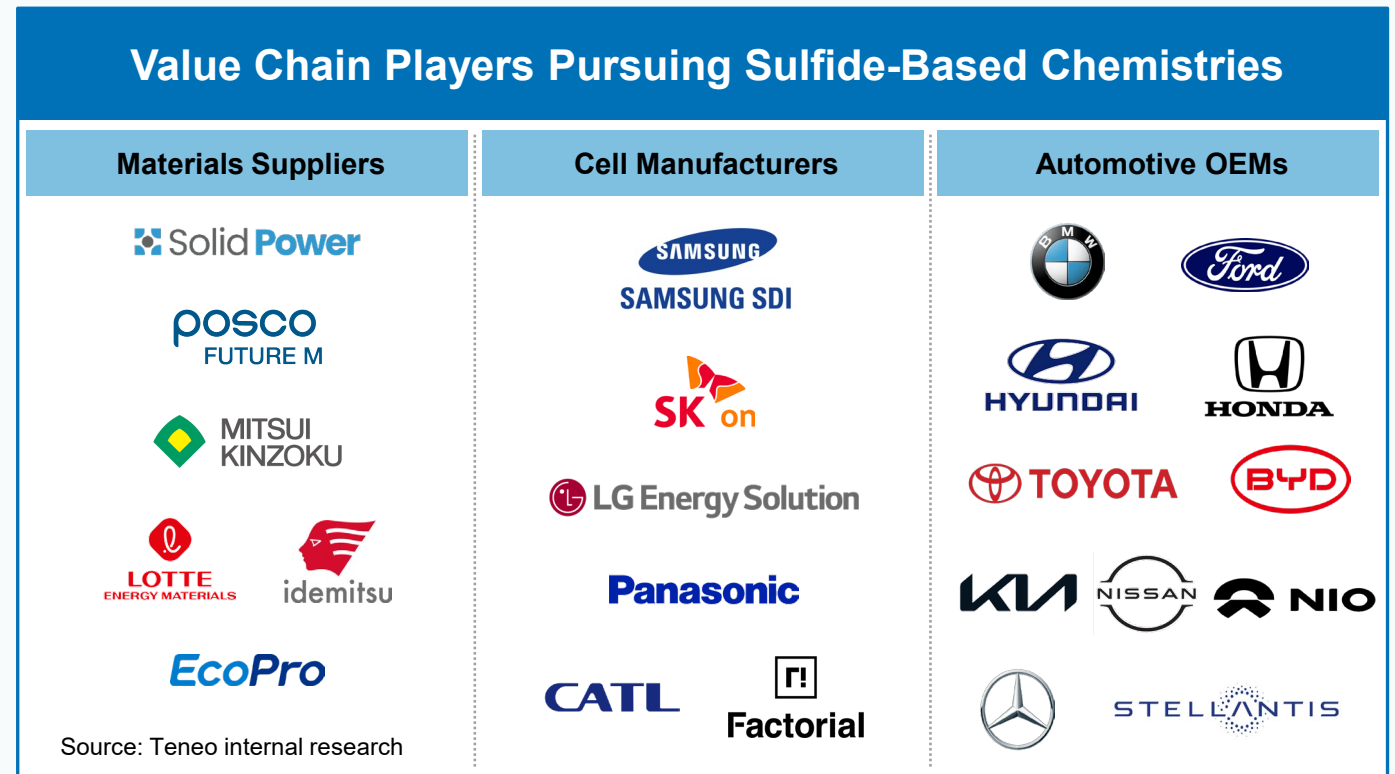 Value Chain Players Pursuing Sulfide-Based Chemistries
Materials Suppliers
Solid Power
posco
FUTURE M
MITSUI
KINZOKU
LOTTE
ENERGY MATERIALS
idemitsu
EcoPro
Source: Teneo internal research
Cell Manufacturers
SAMSUNG
SAMSUNG SDI
SK on
LG Energy Solution
Panasonic
CATL
Factorial
Automotive OEMs
BMW
Ford
HYUNDAI
HONDA
TOYOTA
BYD
KIA
NISSAN
NIO
STELLANTIS